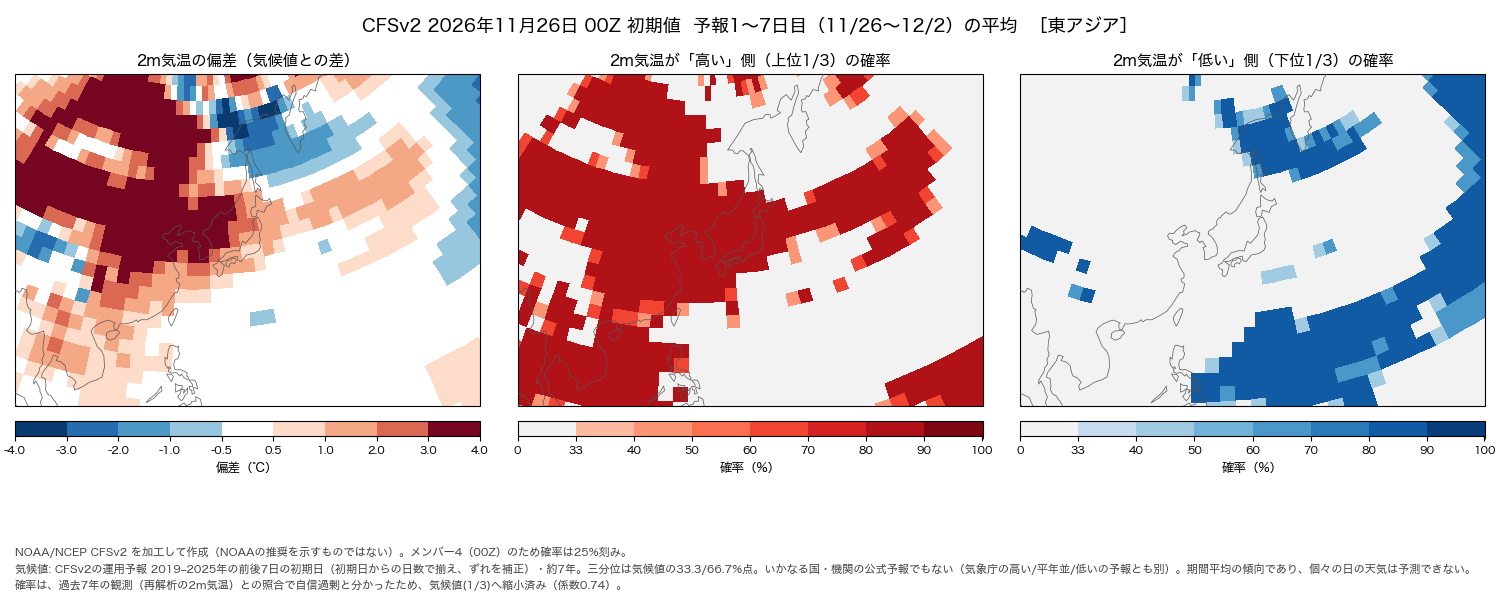 CFSv2 2026年11月26日 00Z 初期値 予報1～7日目（11/26～12/2）の平均 ［東アジア］
2m気温の偏差（気候値との差）
2m気温が「高い」側（上位1/3）の確率
2m気温が「低い」側（下位1/3）の確率
-4.0 -3.0 -2.0 -1.0 -0.5 0.5 1.0 2.0 3.0 4.0
偏差（℃）
0 33 40 50 60 70 80 90 100
確率（%）
0 33 40 50 60 70 80 90 100
確率（%）
NOAA/NCEP CFSv2 を加工して作成（NOAAの推奨を示すものではない）。メンバー4（00Z）のため確率は25%刻み。
気候値: CFSv2の運用予報 2019–2025年の前後7日の初期日（初期日からの日数で揃え、ずれを補正）・約7年。三分位は気候値の33.3/66.7%点。いかなる国・機関の公式予報でもない（気象庁の高い/平年並/低いの予報とも別）。期間平均の傾向であり、個々の日の天気は予測できない。
確率は、過去7年の観測（再解析の2m気温）との照合で自信過剰と分かったため、気候値(1/3)へ縮小済み（係数0.74）。